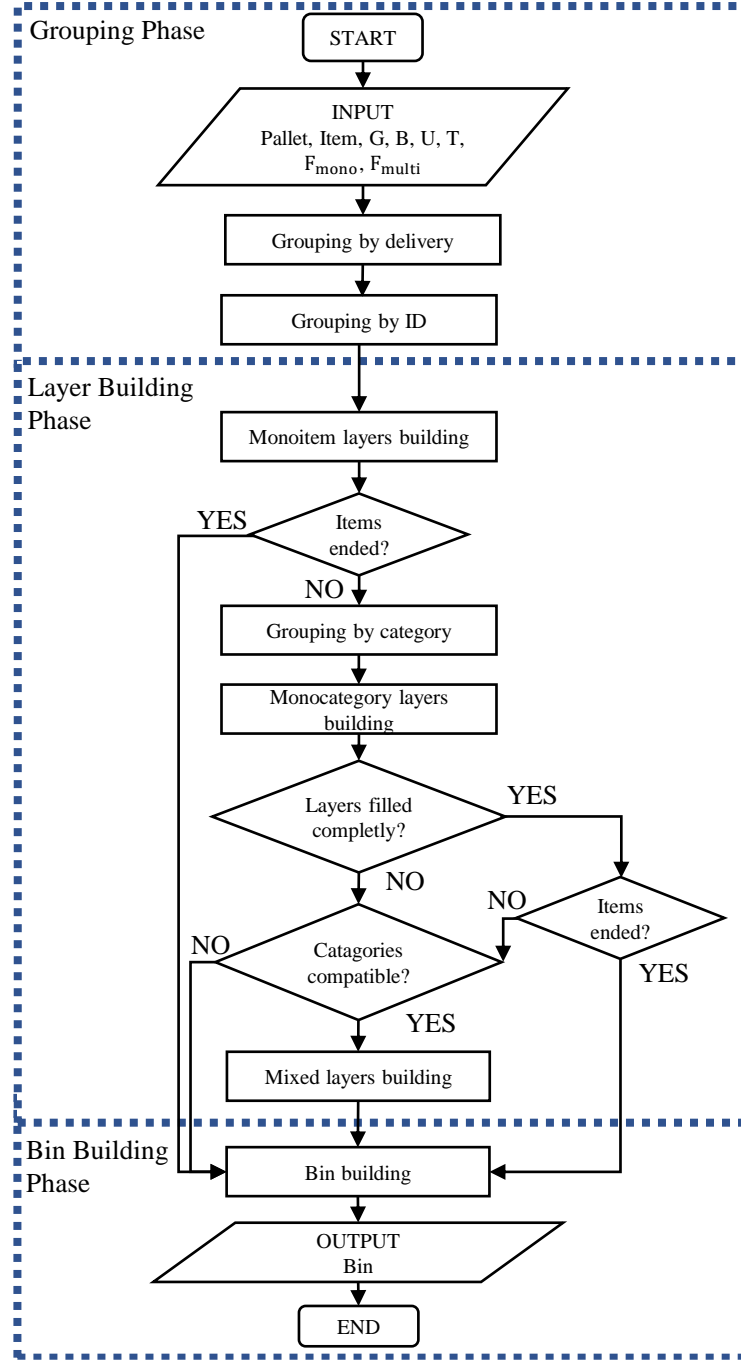 Grouping Phase
START
INPUT
Pallet, Item, G, B, U, T,
F_mono, F_multi
Grouping by delivery
Grouping by ID
Layer Building
Phase
Monoitem layers building
YES
Items
ended?
NO
Grouping by category
Monocategory layers
building
Layers filled
completly?
YES
NO
NO
Items
ended?
NO
Catagories
compatible?
YES
YES
Mixed layers building
Bin Building
Phase
Bin building
OUTPUT
Bin
END